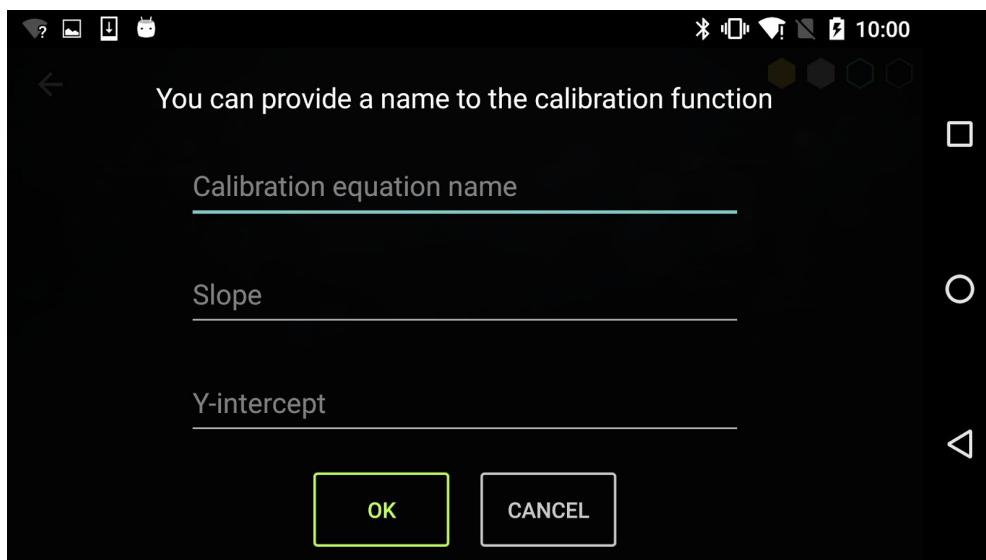 10:00
You can provide a name to the calibration function
Calibration equation name
Slope
Y-intercept
OK
CANCEL